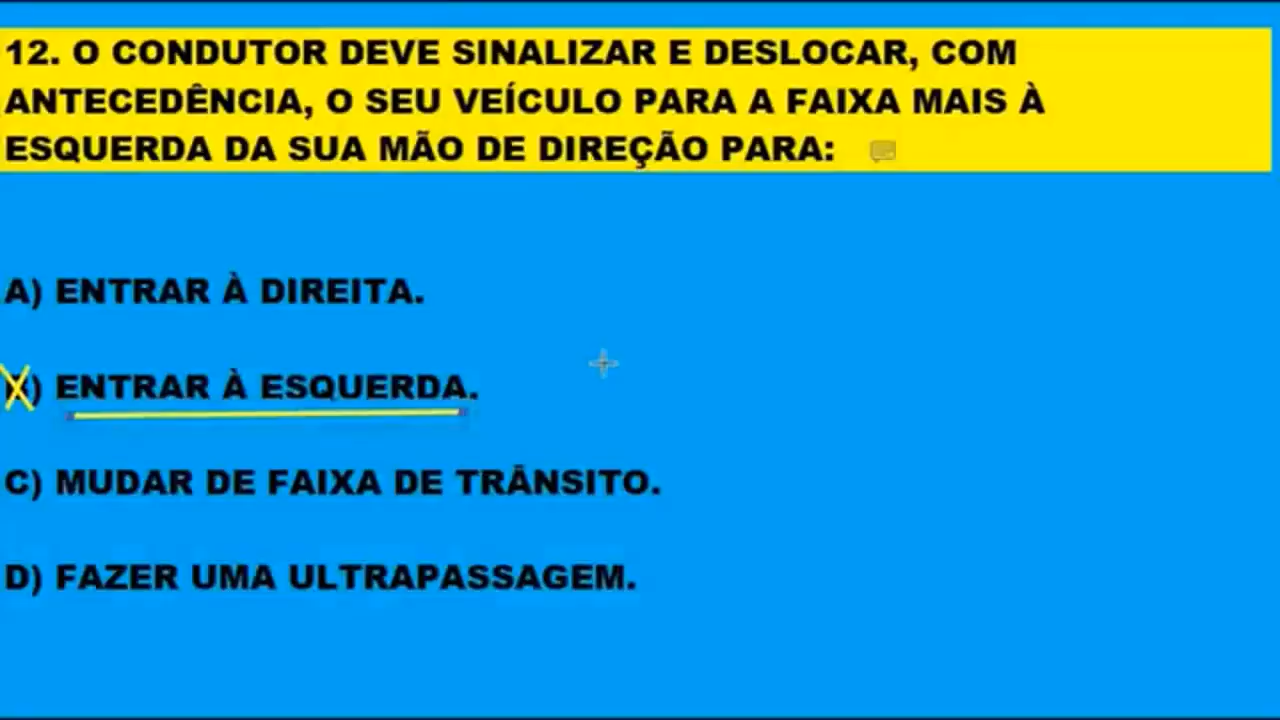 12. O CONDUTOR DEVE SINALIZAR E DESLOCAR, COM
ANTECEDÊNCIA, O SEU VEÍCULO PARA A FAIXA MAIS À
ESQUERDA DA SUA MÃO DE DIREÇÃO PARA:
A) ENTRAR À DIREITA.
) ENTRAR À ESQUERDA.
C) MUDAR DE FAIXA DE TRÂNSITO.
D) FAZER UMA ULTRAPASSAGEM.